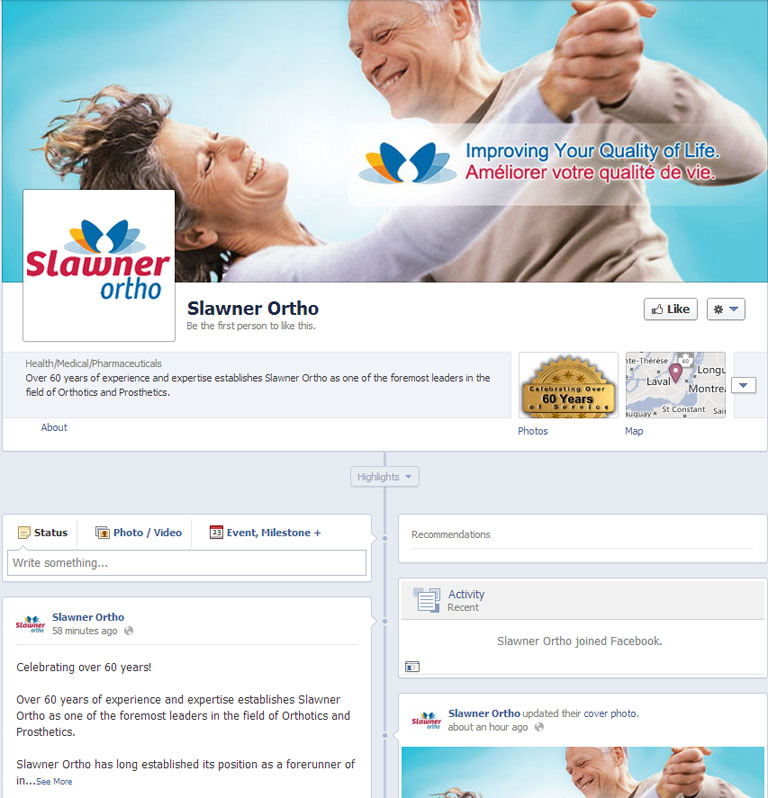 Improving Your Quality of Life.
Améliorer votre qualité de vie.
Slawner
ortho
Slawner Ortho
Be the first person to like this.
Like
Health/Medical/Pharmaceuticals
Over 60 years of experience and expertise establishes Slawner Ortho as one of the foremost leaders in the
field of Orthotics and Prosthetics.
About
Celebrating Over
60 Years
of Service
Photos
nte-Thérèse
40
Longu
Laval
Montrea
auguay
St Constant
Sai
Map
Highlights
Status
Photo / Video
23
Event, Milestone +
Write something...
Recommendations
Activity
Recent
Slawner Ortho joined Facebook.
Slawner
ortho
Slawner Ortho
58 minutes ago
Celebrating over 60 years!
Over 60 years of experience and expertise establishes Slawner
Ortho as one of the foremost leaders in the field of Orthotics and
Prosthetics.
Slawner Ortho has long established its position as a forerunner of
in...See More
Slawner
ortho
Slawner Ortho updated their cover photo.
about an hour ago